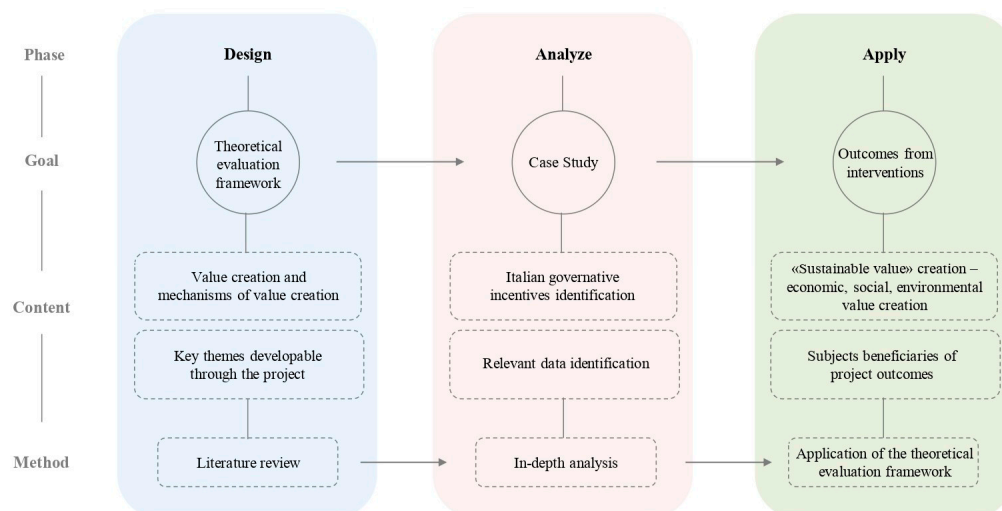 Phase
Design
Analyze
Apply
Goal
Theoretical
evaluation
framework
Case Study
Outcomes from
interventions
Content
Value creation and
mechanisms of value creation
Italian governative
incentives identification
«Sustainable value» creation –
economic, social, environmental
value creation
Key themes developable
through the project
Relevant data identification
Subjects beneficiaries of
project outcomes
Method
Literature review
In-depth analysis
Application of the theoretical
evaluation framework